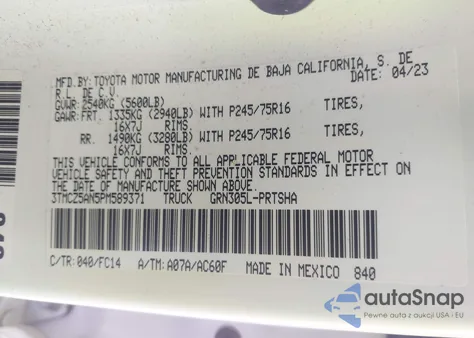 MFD.BY: TOYOTA MOTOR MANUFACTURING DE BAJA CALIFORNIA, S. DE
R.L. DE C.V. DATE: 04/23
GVWR: 2540KG (5600LB)
GAWR: FRT. 1335KG (2940LB) WITH P245/75R16 TIRES,
16X7J RIMS.
RR. 1490KG (3280LB) WITH P245/75R16 TIRES,
16X7J RIMS.
THIS VEHICLE CONFORMS TO ALL APPLICABLE FEDERAL MOTOR
VEHICLE SAFETY AND THEFT PREVENTION STANDARDS IN EFFECT ON
THE DATE OF MANUFACTURE SHOWN ABOVE.
3TMCZ5AN5PM589371 TRUCK GRN305L-PRTSHA
C/TR: 040/FC14 A/TM: A07A/AC60F MADE IN MEXICO 840
autoSnap
Pewne auta z aukcji USA i EU